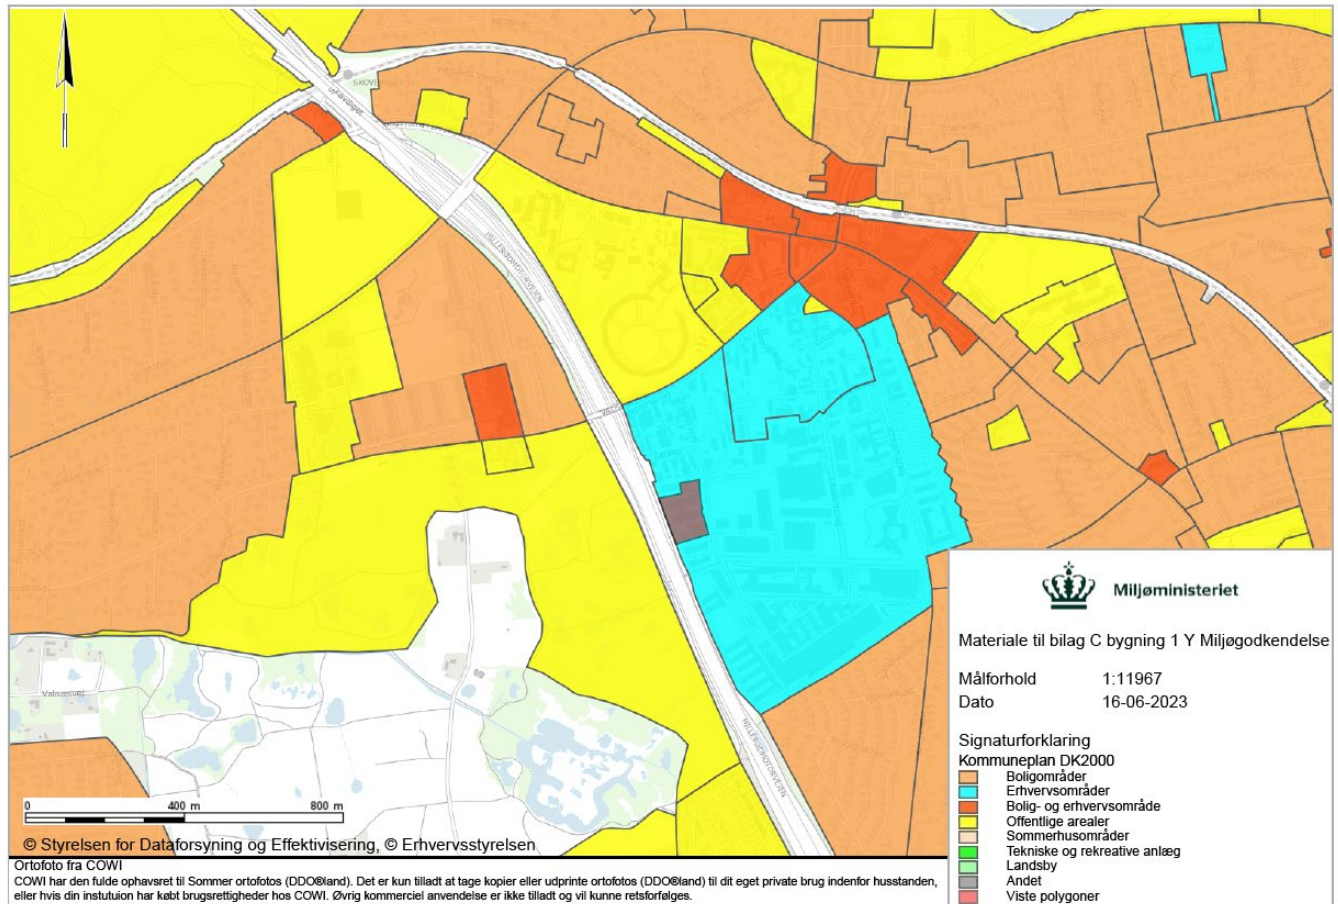 SKOVB
HILLERØDMOTORVEJEN
Valnæsvej
HILLERØDMOTORVEJEN
0 400 m 800 m
© Styrelsen for Dataforsyning og Effektivisering, © Erhvervsstyrelsen
Miljøministeriet
Materiale til bilag C bygning 1 Y Miljøgodkendelse
Målforhold 1:11967
Dato 16-06-2023
Signaturforklaring
Kommuneplan DK2000
Boligområder
Erhvervsområder
Bolig- og erhvervsområde
Offentlige arealer
Sommerhusområder
Tekniske og rekreative anlæg
Landsby
Andet
Viste polygoner
Ortofoto fra COWI
COWI har den fulde ophavsret til Sommer ortofotos (DDO®land). Det er kun tilladt at tage kopier eller udprinte ortofotos (DDO®land) til dit eget private brug indenfor husstanden,
eller hvis din instutuion har købt brugsrettigheder hos COWI. Øvrig kommerciel anvendelse er ikke tilladt og vil kunne retsforfølges.